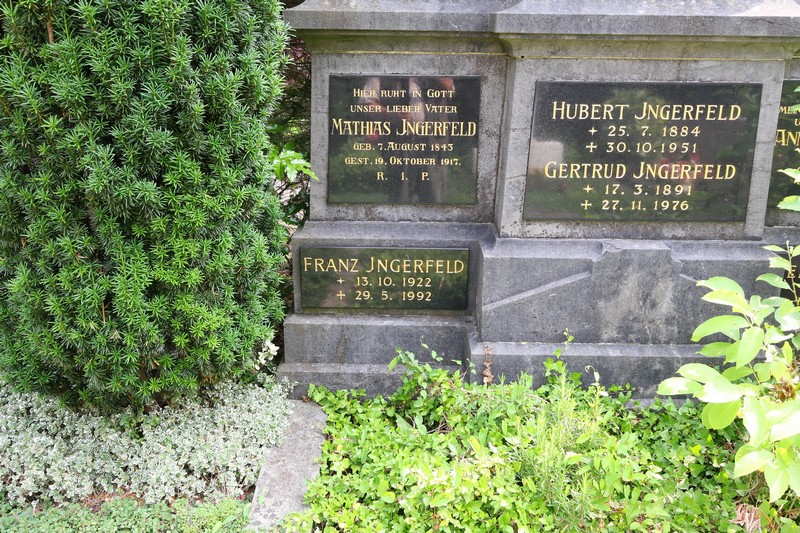 HIER RUHT IN GOTT
UNSER LIEBER VATER
MATHIAS JNGERFELD
GEB. 7. AUGUST 1843
GEST. 19. OKTOBER 1917.
R. I. P.
HUBERT JNGERFELD
+ 25. 7. 1884
+ 30. 10. 1951
GERTRUD JNGERFELD
+ 17. 3. 1891
+ 27. 11. 1976
FRANZ JNGERFELD
+ 13. 10. 1922
+ 29. 5. 1992